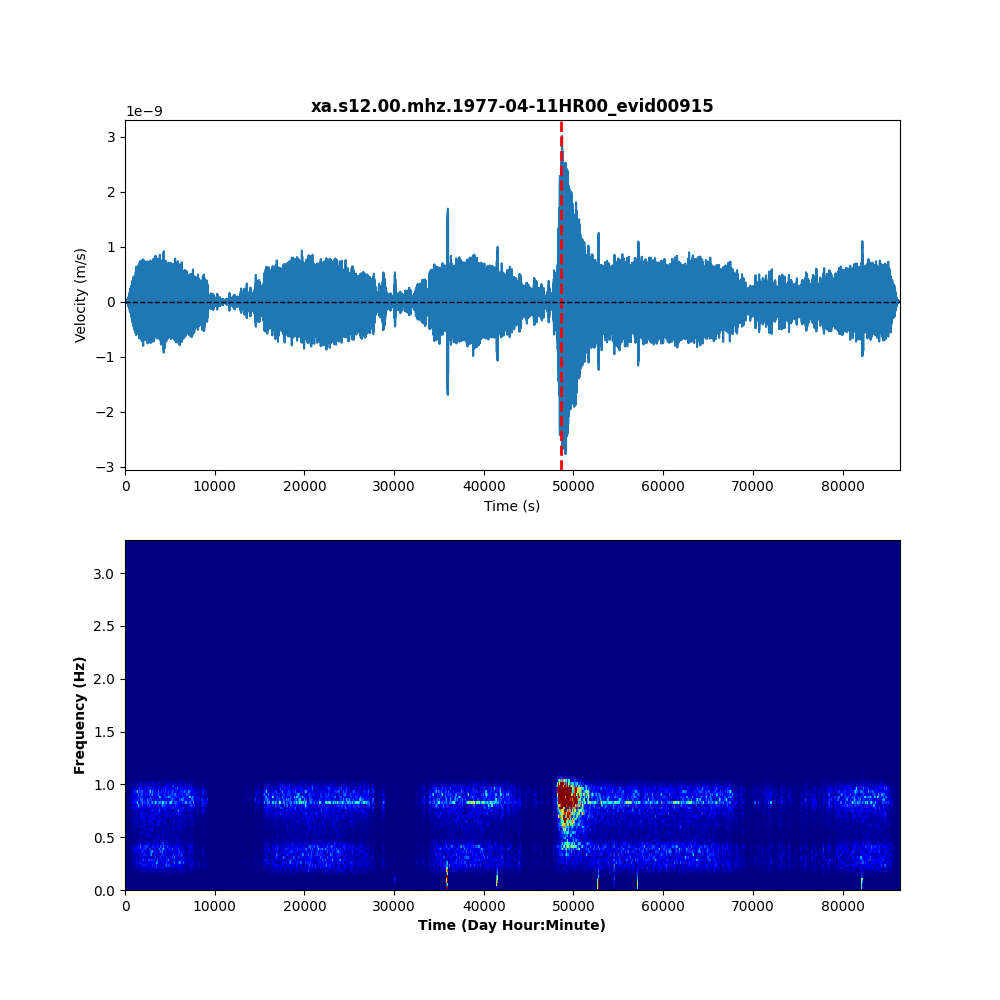 xa.s12.00.mhz.1977-04-11HR00_evid00915
1e−9
3
2
1
0
−1
−2
−3
Velocity (m/s)
0 10000 20000 30000 40000 50000 60000 70000 80000
Time (s)
3.0
2.5
2.0
1.5
1.0
0.5
0.0
Frequency (Hz)
0 10000 20000 30000 40000 50000 60000 70000 80000
Time (Day Hour:Minute)